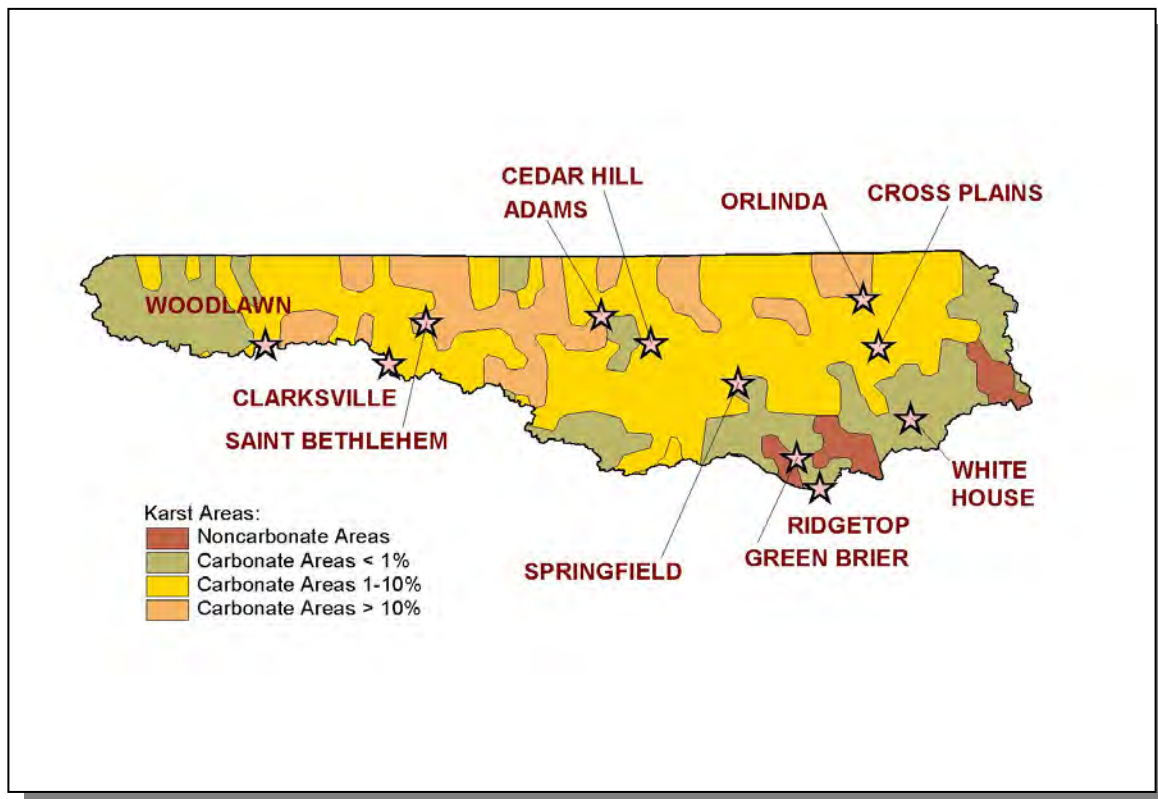 CEDAR HILL
ADAMS
ORLINDA
CROSS PLAINS
WOODLAWN
CLARKSVILLE
SAINT BETHLEHEM
WHITE
HOUSE
RIDGETOP
GREEN BRIER
SPRINGFIELD
Karst Areas:
Noncarbonate Areas
Carbonate Areas < 1%
Carbonate Areas 1-10%
Carbonate Areas > 10%